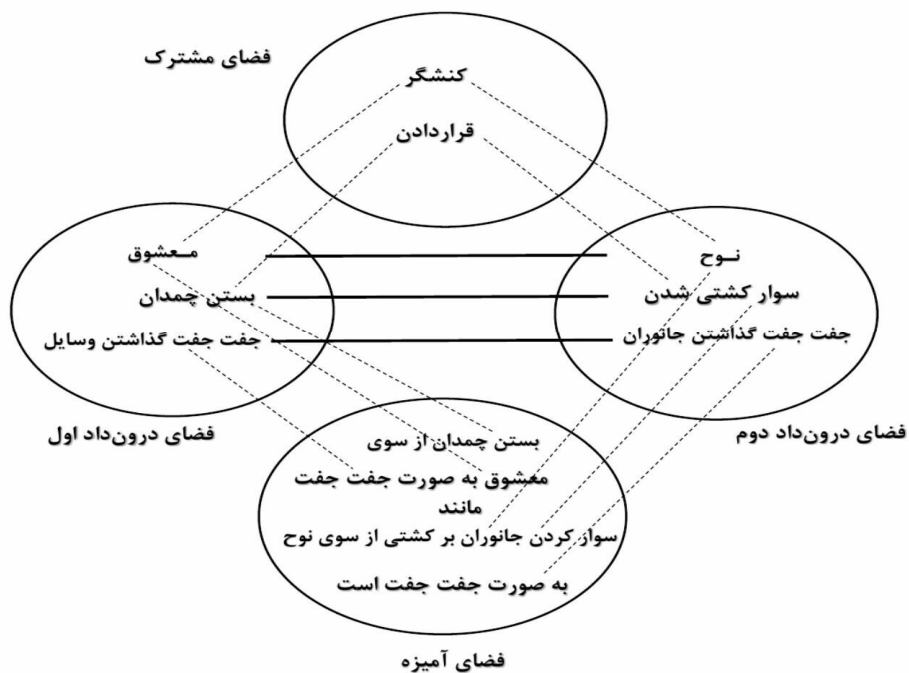 فضای مشترک
کنشگر
قراردادن
معشوق
بستن چمدان
جفت جفت گذاشتن وسایل
نوح
سوار کشتی شدن
جفت جفت گذاشتن جانوران
فضای درون‌داد اول
فضای درون‌داد دوم
بستن چمدان از سوی
معشوق به صورت جفت جفت
مانند
سوار کردن جانوران بر کشتی از سوی نوح
به صورت جفت جفت است
فضای آمیزه